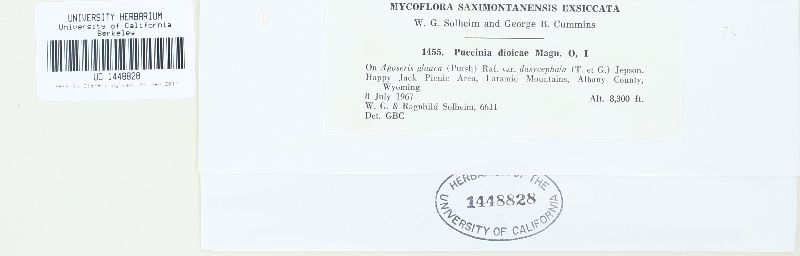 UNIVERSITY HERBARIUM
University of California
Berkeley
UC 1448828
MYCOFLORA SAXIMONTANENSIS EXSICCATA
W. G. Solheim and George B. Cummins
1455. Puccinia dioicae Magn. O, I
On Agoseris glauca (Pursh) Raf. var. dasycephala (T. et G.) Jepson.
Happy Jack Picnic Area, Laramie Mountains, Albany County,
Wyoming
8 July 1967 Alt. 8,300 ft.
W. G. & Ragnhild Solheim, 6611
Det. GBC
HERBARIUM OF THE
1448828
UNIVERSITY OF CALIFORNIA